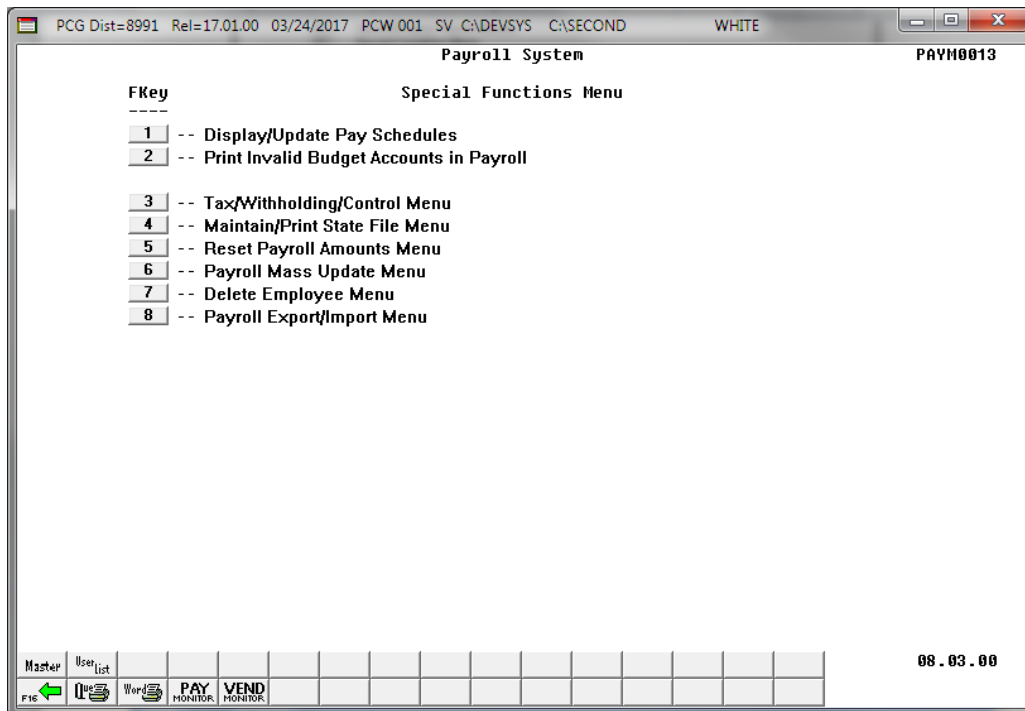 PCG Dist=8991 Rel=17.01.00 03/24/2017 PCW 001 SV C:\DEVSYS C:\SECOND WHITE
Payroll System PAYM0013
FKey Special Functions Menu
----
1 -- Display/Update Pay Schedules
2 -- Print Invalid Budget Accounts in Payroll
3 -- Tax/Withholding/Control Menu
4 -- Maintain/Print State File Menu
5 -- Reset Payroll Amounts Menu
6 -- Payroll Mass Update Menu
7 -- Delete Employee Menu
8 -- Payroll Export/Import Menu
Master User List 08.03.00
F16 Que Word PAY MONITOR VEND MONITOR